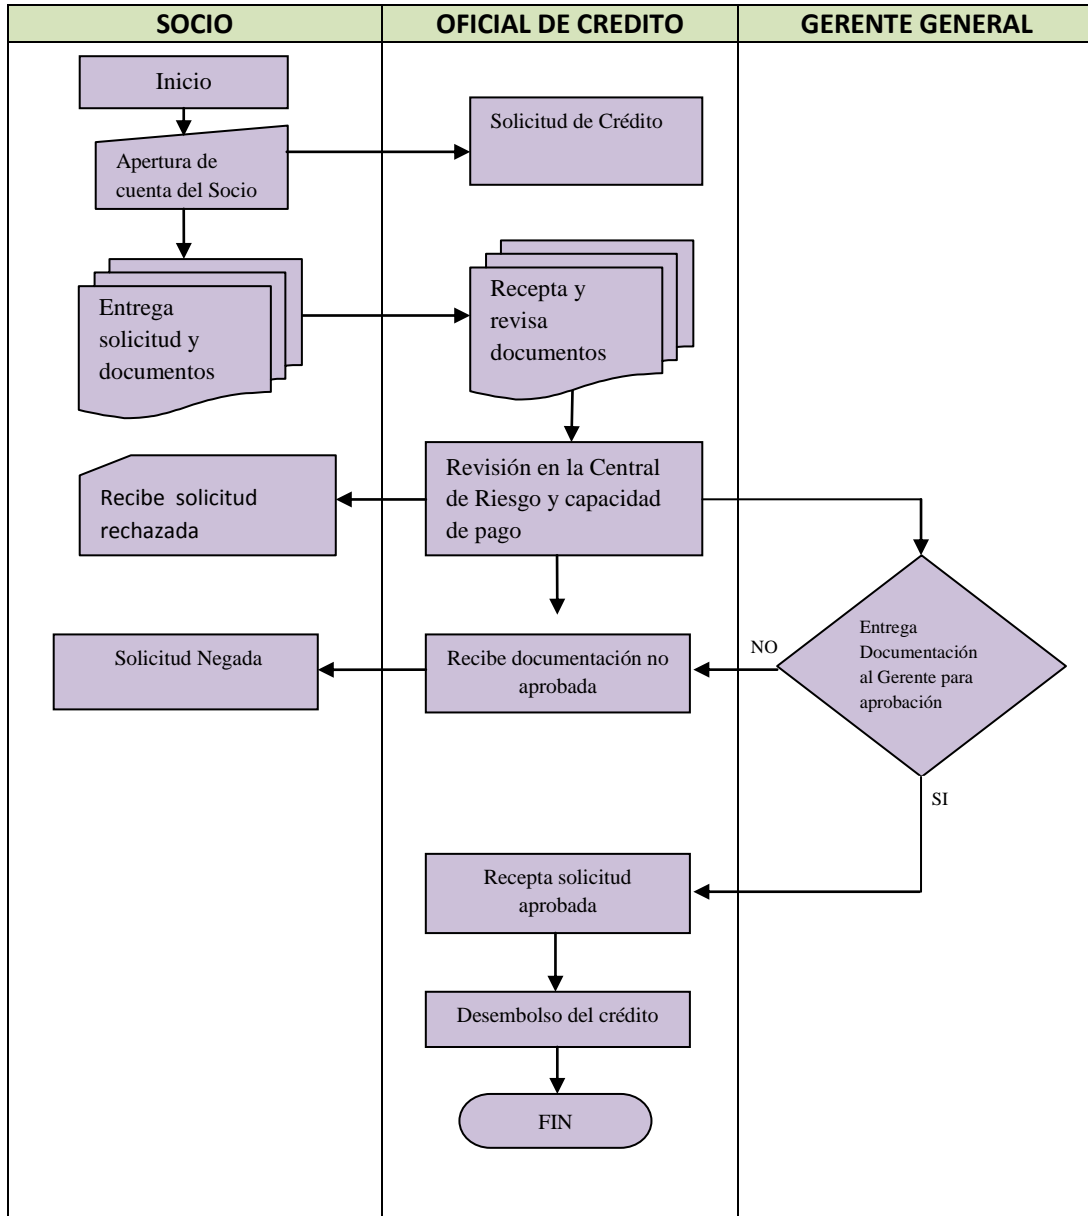 SOCIO
OFICIAL DE CREDITO
GERENTE GENERAL
Inicio
Solicitud de Crédito
Apertura de
cuenta del Socio
Entrega
solicitud y
documentos
Recepta y
revisa
documentos
Recibe solicitud
rechazada
Revisión en la Central
de Riesgo y capacidad
de pago
Entrega
Documentación
al Gerente para
aprobación
NO
Recibe documentación no
aprobada
Solicitud Negada
SI
Recepta solicitud
aprobada
Desembolso del crédito
FIN